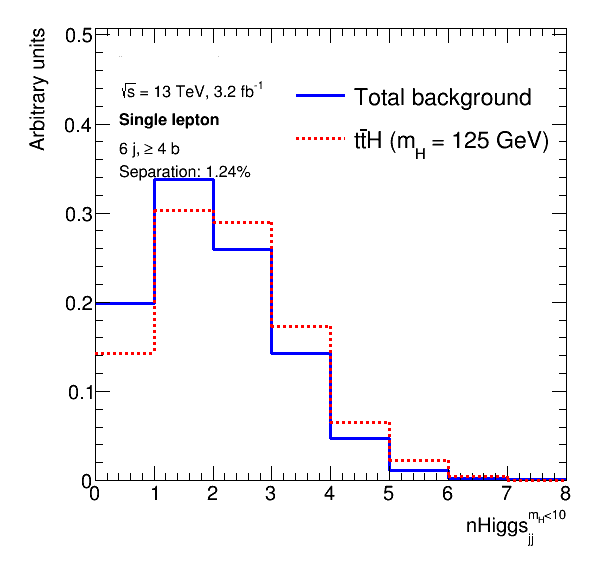 0.5
0.4
0.3
0.2
0.1
0
Arbitrary units
√s = 13 TeV, 3.2 fb⁻¹
Single lepton
6 j, ≥ 4 b
Separation: 1.24%
Total background
tt̄H (m_H = 125 GeV)
0 1 2 3 4 5 6 7 8
nHiggs_jj^{m_H<10}